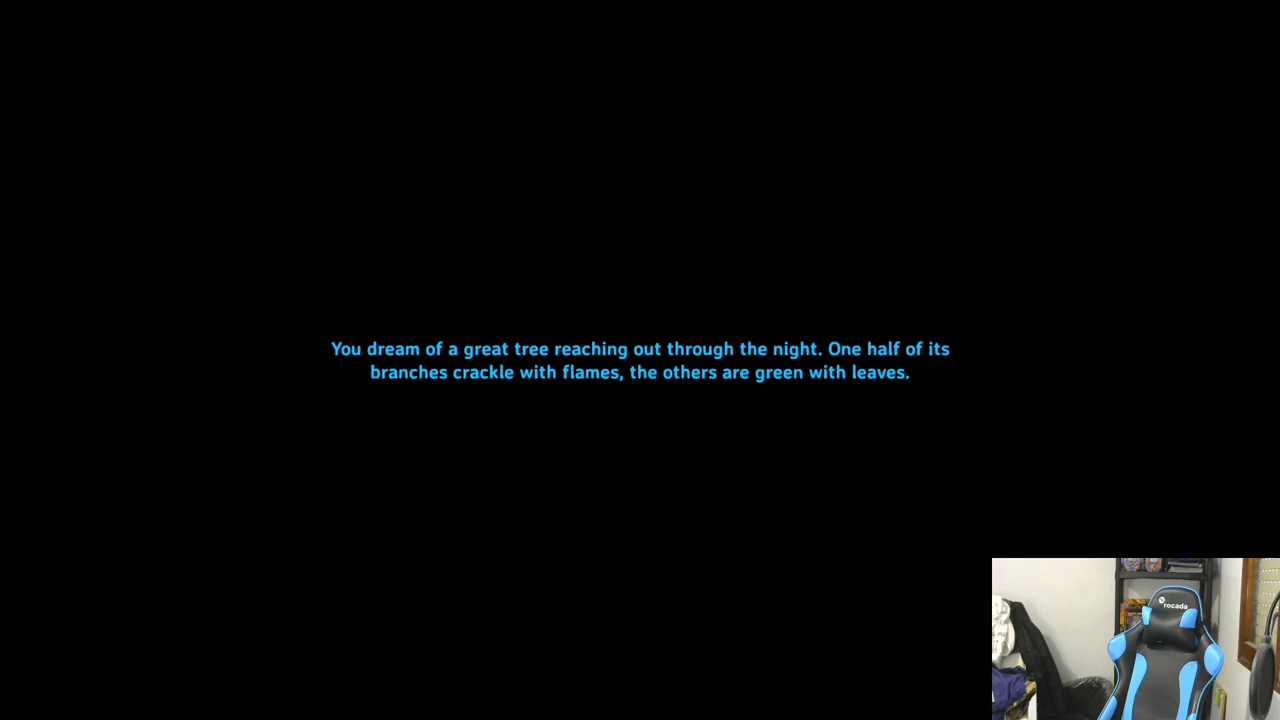 You dream of a great tree reaching out through the night. One half of its
branches crackle with flames, the others are green with leaves.
rocada